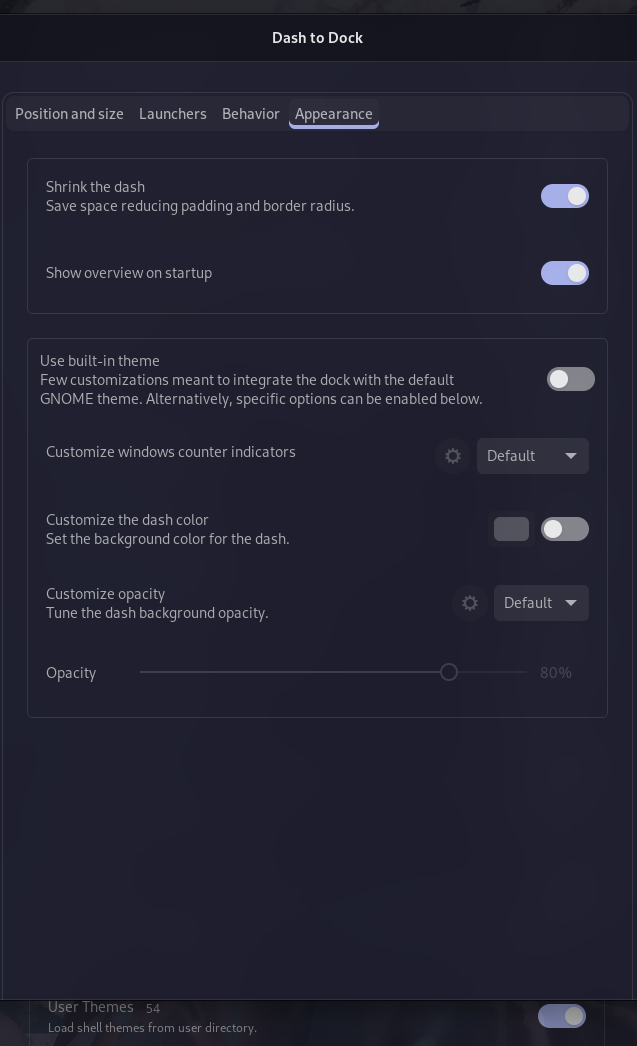 Dash to Dock
Position and size Launchers Behavior Appearance
Shrink the dash
Save space reducing padding and border radius.
Show overview on startup
Use built-in theme
Few customizations meant to integrate the dock with the default
GNOME theme. Alternatively, specific options can be enabled below.
Customize windows counter indicators
Default
Customize the dash color
Set the background color for the dash.
Customize opacity
Tune the dash background opacity.
Default
Opacity
80%
User Themes 54
Load shell themes from user directory.